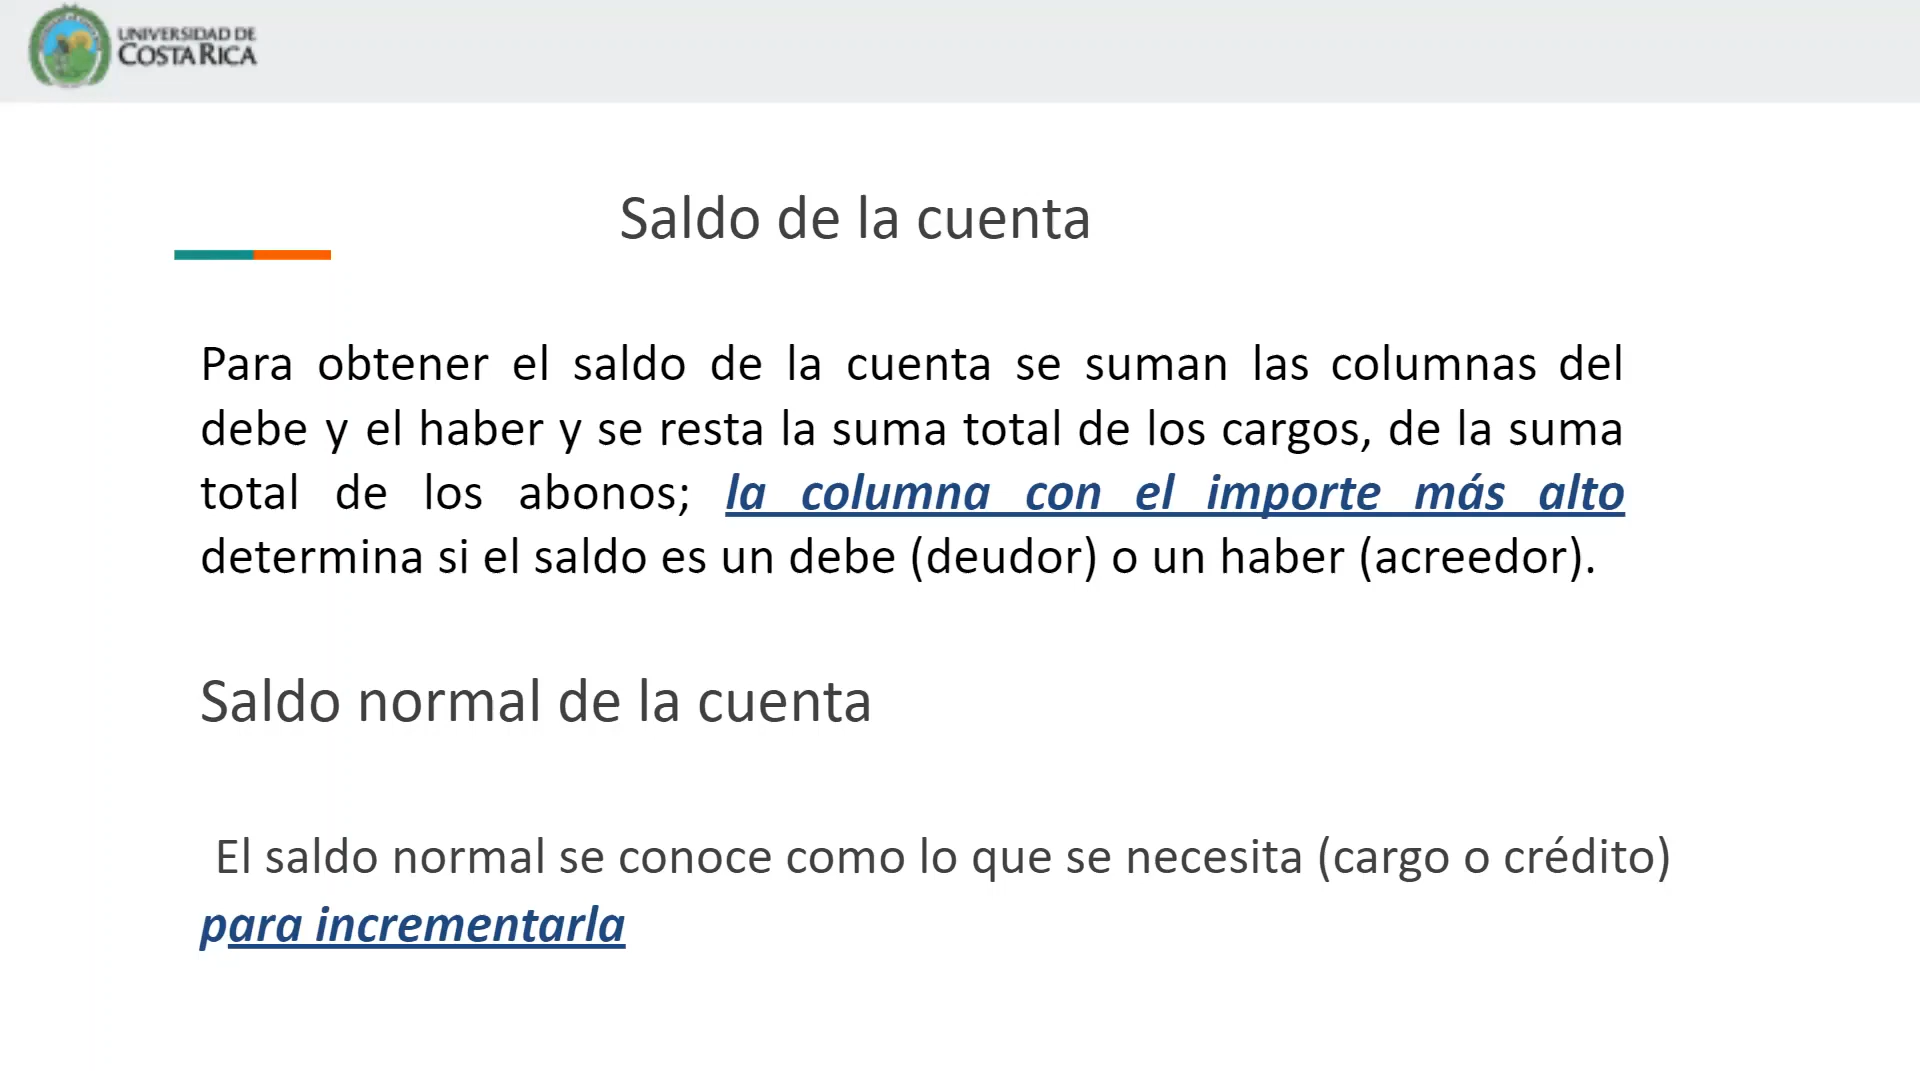 UNIVERSIDAD DE
COSTA RICA
Saldo de la cuenta
Para obtener el saldo de la cuenta se suman las columnas del
debe y el haber y se resta la suma total de los cargos, de la suma
total de los abonos; la columna con el importe más alto
determina si el saldo es un debe (deudor) o un haber (acreedor).
Saldo normal de la cuenta
El saldo normal se conoce como lo que se necesita (cargo o crédito)
para incrementarla